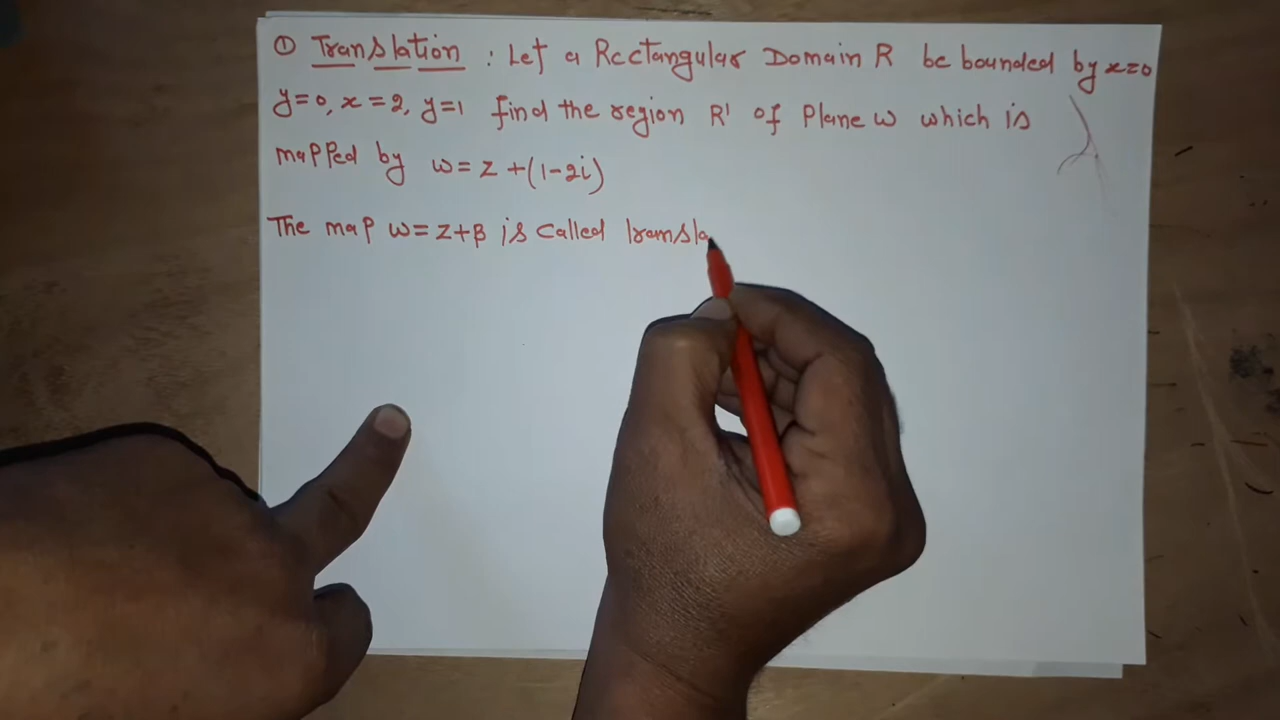 ① Translation : Let a Rectangular Domain R be bounded by x=0
y=0, x=2, y=1 find the region R' of Plane w which is
mapped by w=z+(1-2i)
The map w=z+β is called transla